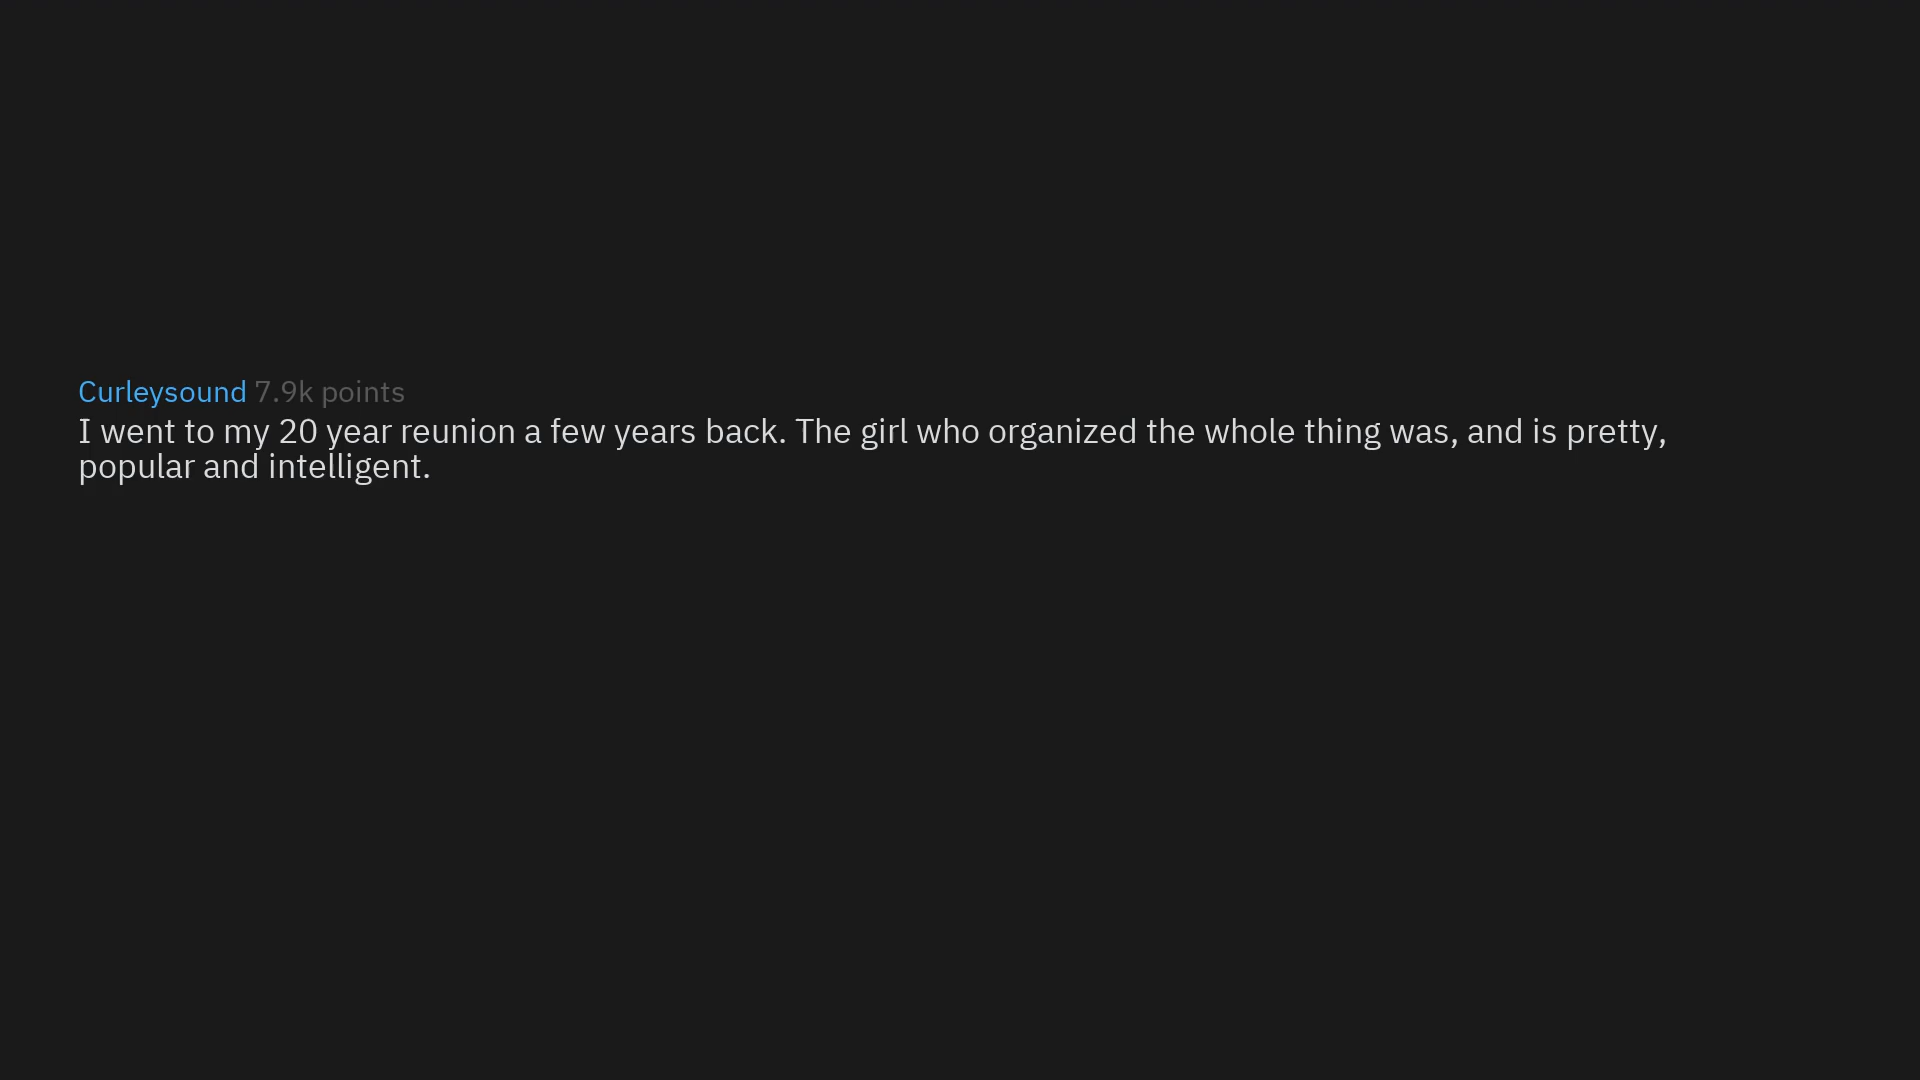 Curleysound 7.9k points
I went to my 20 year reunion a few years back. The girl who organized the whole thing was, and is pretty,
popular and intelligent.